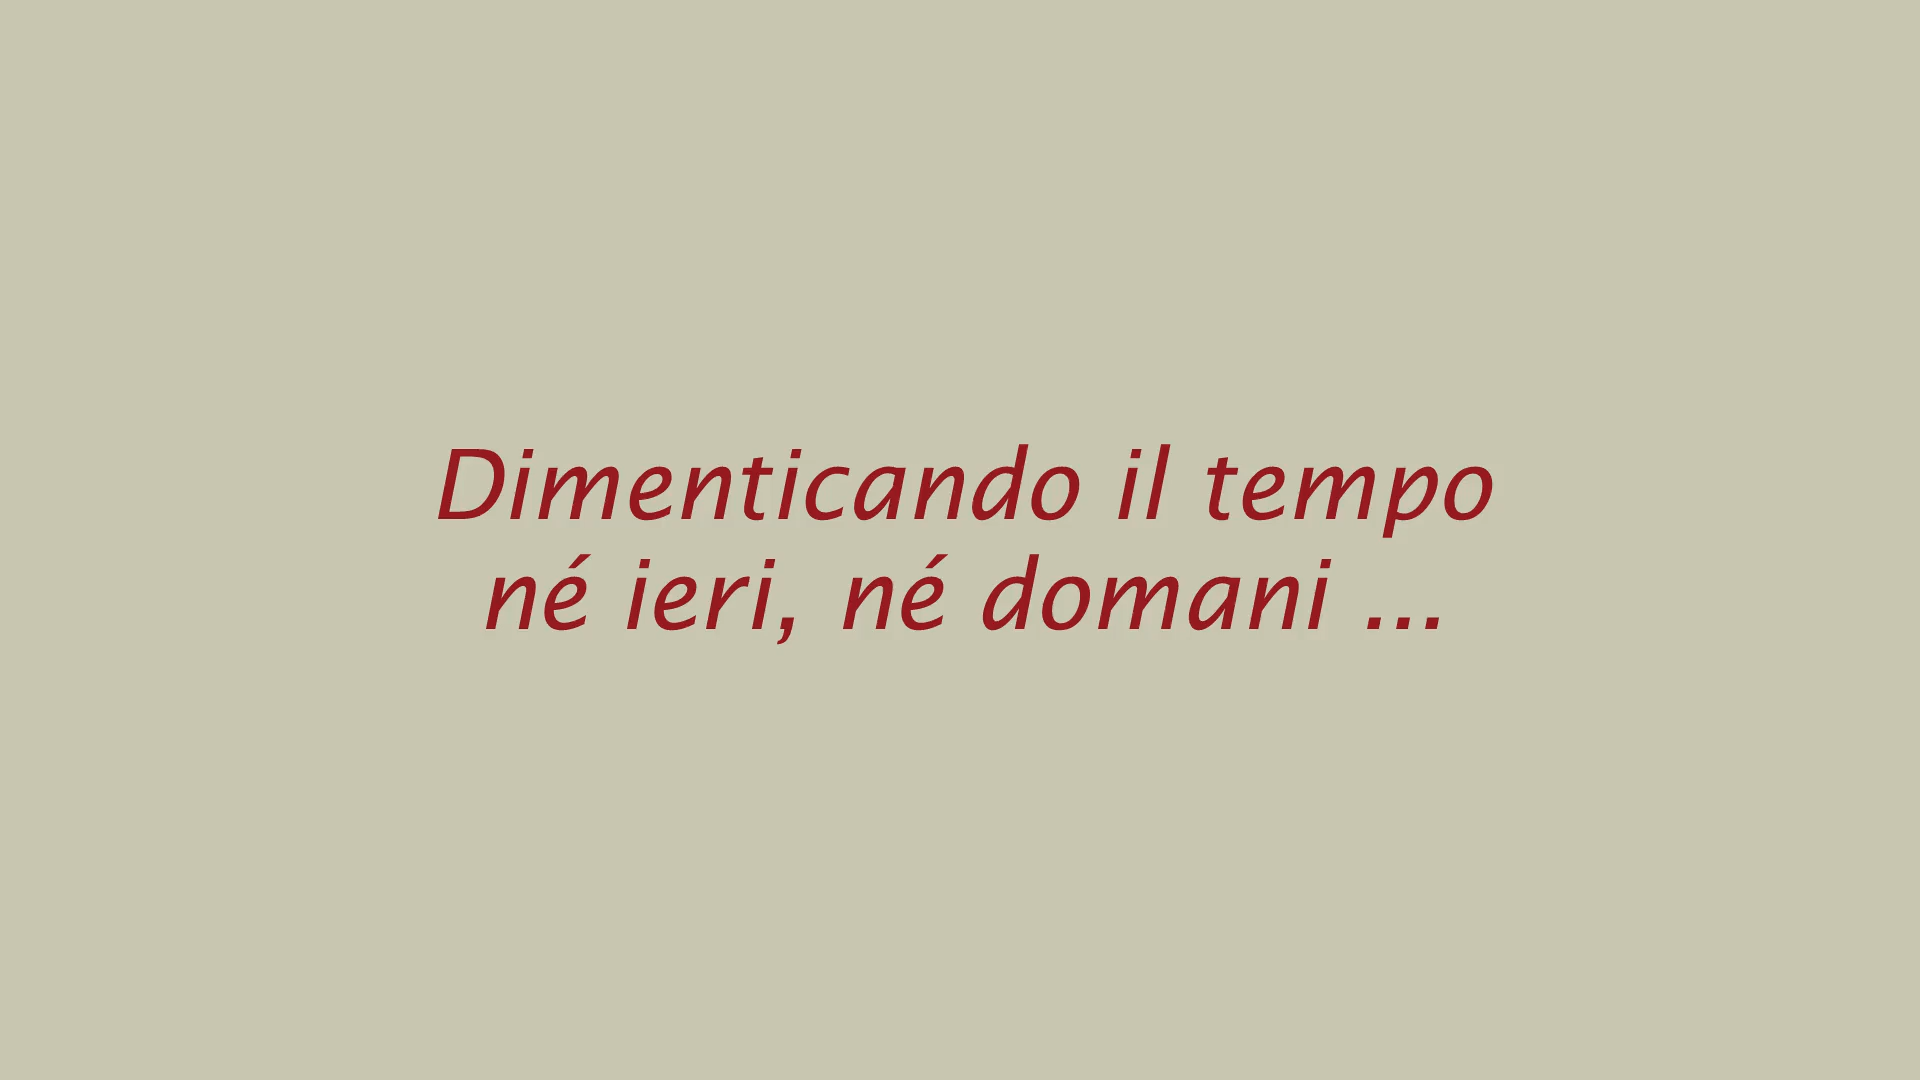 Dimenticando il tempo
né ieri, né domani ...